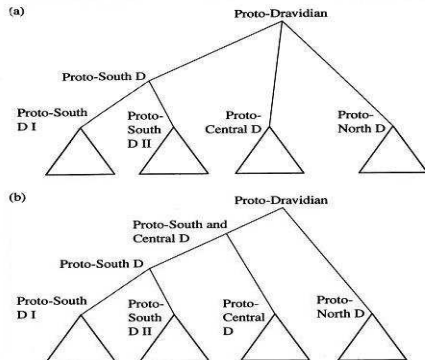 (a)
Proto-Dravidian
Proto-South D
Proto-South
D I
Proto-
South
D II
Proto-
Central D
Proto-
North D
(b)
Proto-Dravidian
Proto-South and
Central D
Proto-South D
Proto-South
D I
Proto-
South
D II
Proto-
Central
D
Proto-
North D